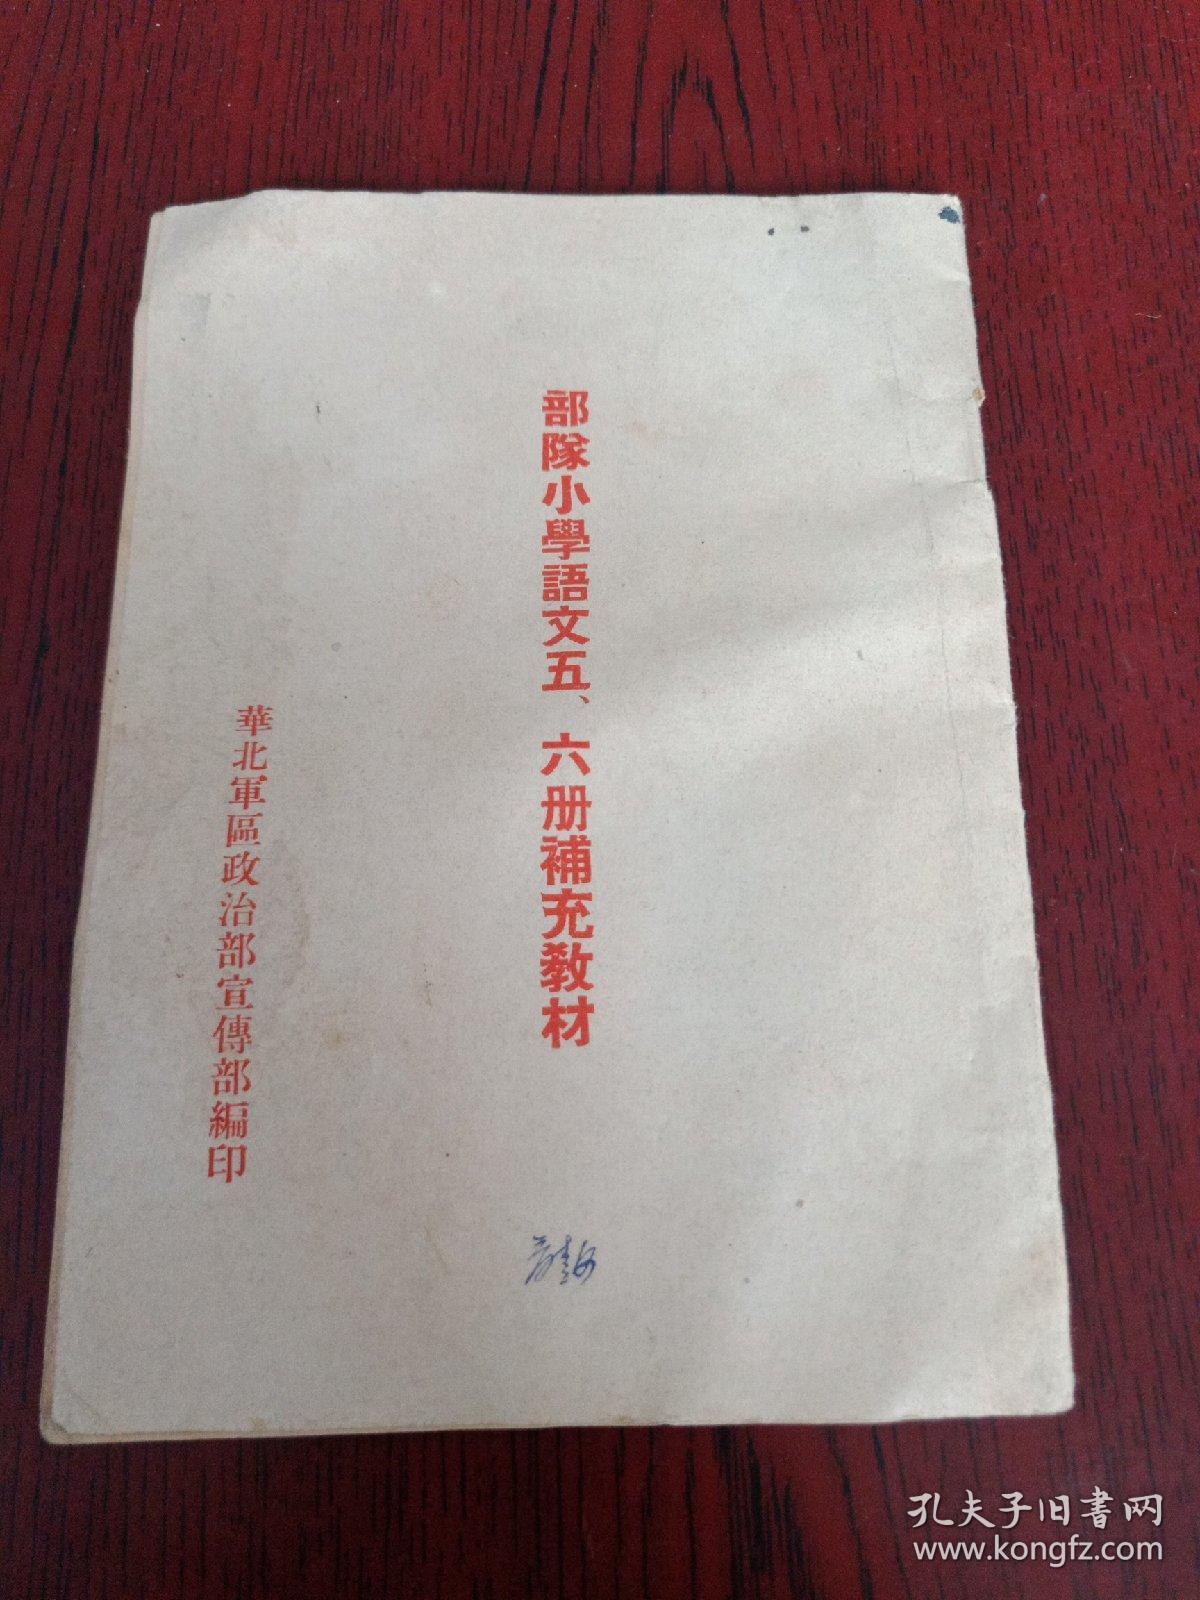 部隊小學語文五、六册補充教材
華北軍區政治部宣傳部編印
孔夫子旧書网
www.kongfz.com